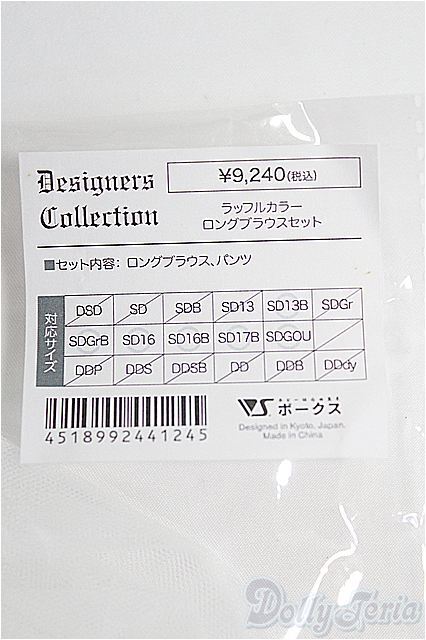 Designers
Collection
¥9,240(税込)
ラッフルカラー
ロングブラウスセット
■セット内容：ロングブラウス、パンツ
対応サイズ
DSD SD SDB SD13 SD13B SDGr
SDGrB SD16 SD16B SD17B SDGOU
DDP DDS DDSB DD DDB DDdy
4518992441245
VS ボークス
Designed in Kyoto, Japan.
Made in China
DollyTeria